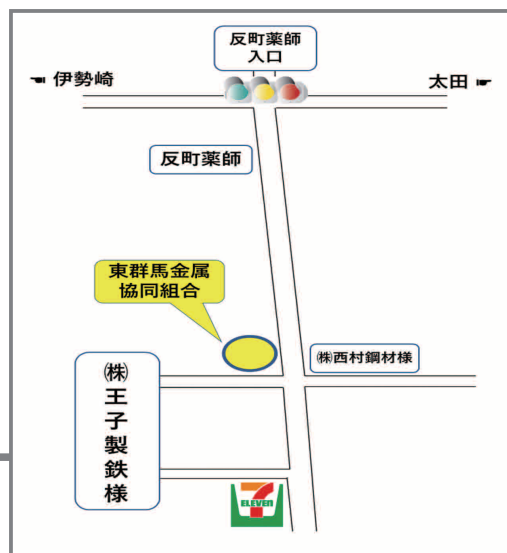 反町薬師
入口
☚ 伊勢崎
太田 ☛
反町薬師
東群馬金属
協同組合
㈱西村鋼材様
㈱王子製鉄様
7
ELEVEN